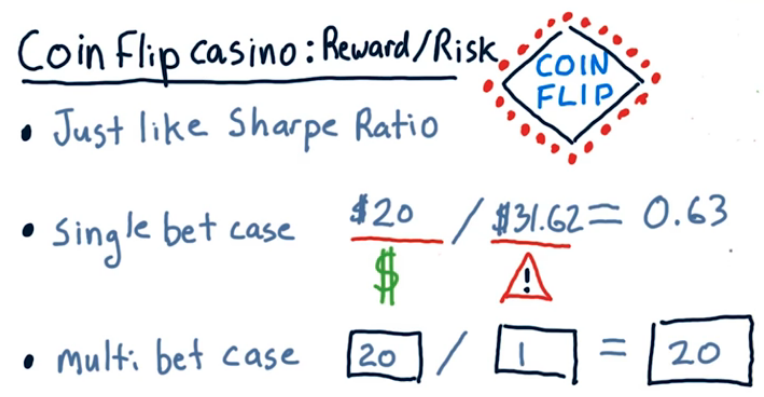 Coin Flip casino: Reward/Risk
COIN
FLIP
• Just like Sharpe Ratio
• Single bet case $20 / $31.62 = 0.63
$ !
• multi bet case 20 / 1 = 20